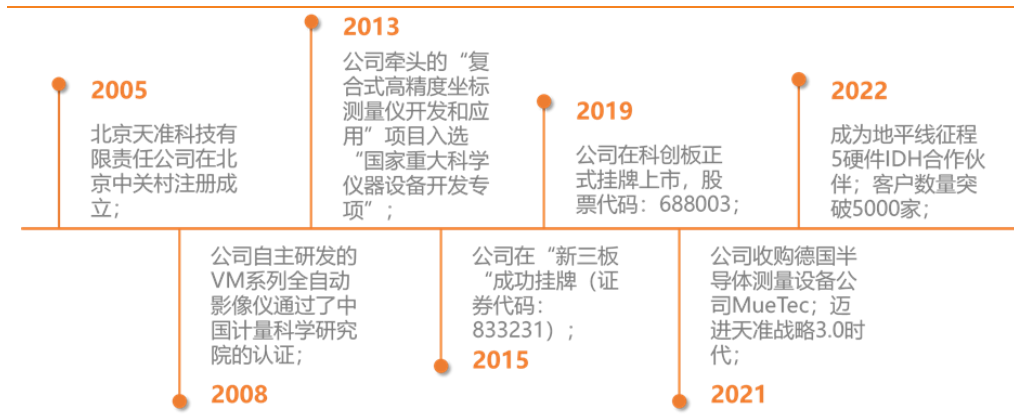 2005
北京天准科技有
限责任公司在北
京中关村注册成
立；
公司自主研发的
VM系列全自动
影像仪通过了中
国计量科学研究
院的认证；
2008
2013
公司牵头的“复
合式高精度坐标
测量仪开发和应
用”项目入选
“国家重大科学
仪器设备开发专
项”；
公司在“新三板
“成功挂牌（证
券代码：
833231）；
2015
2019
公司在科创板正
式挂牌上市，股
票代码：688003；
公司收购德国半
导体测量设备公
司MueTec；迈
进天准战略3.0时
代；
2021
2022
成为地平线征程
5硬件IDH合作伙
伴；客户数量突
破5000家；